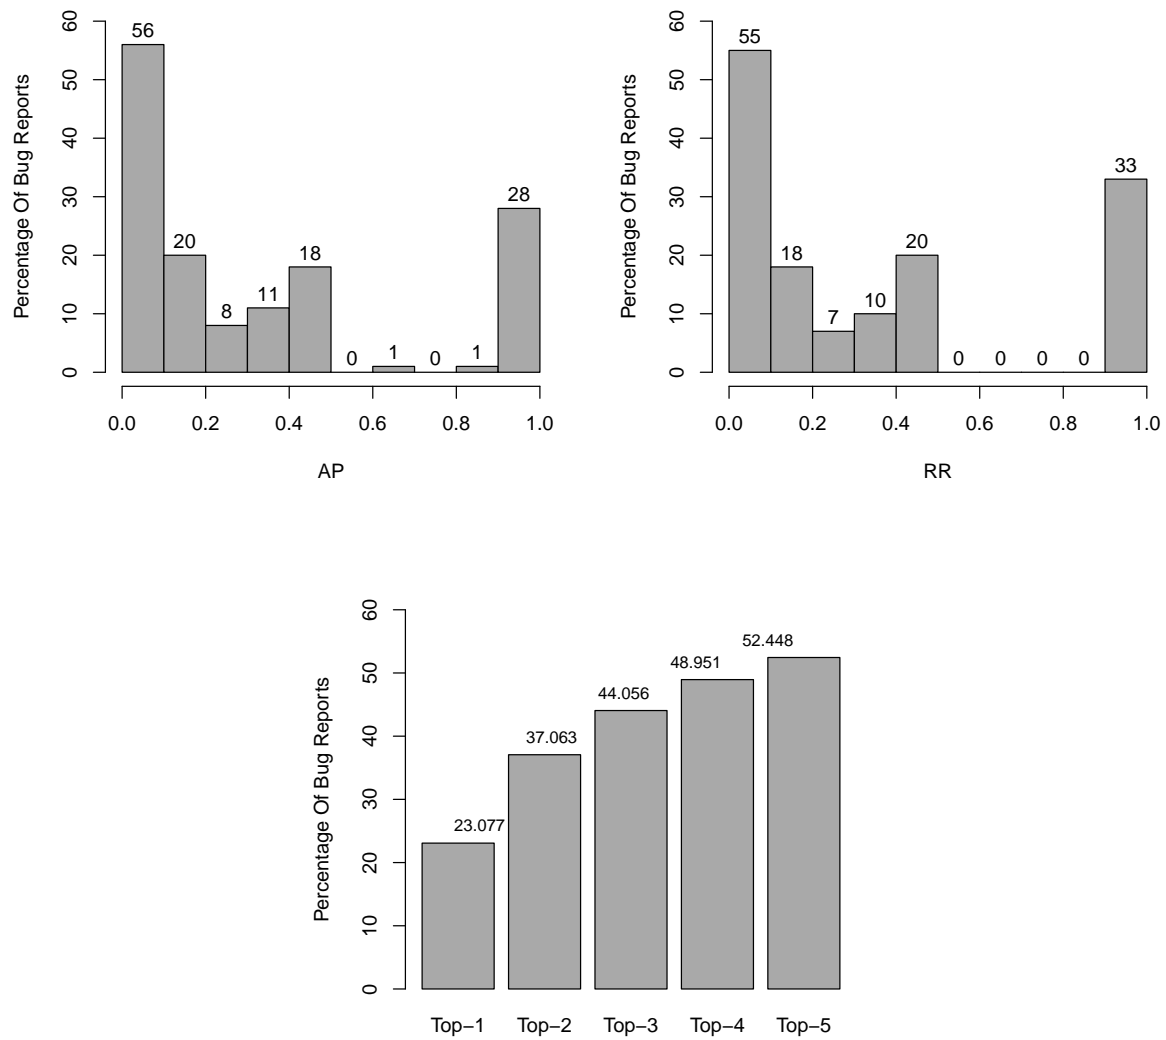 Percentage Of Bug Reports
0 10 20 30 40 50 60
56
20
8
11
18
0
1
0
1
28
0.0 0.2 0.4 0.6 0.8 1.0
AP
Percentage Of Bug Reports
0 10 20 30 40 50 60
55
18
7
10
20
0
0
0
0
33
0.0 0.2 0.4 0.6 0.8 1.0
RR
Percentage Of Bug Reports
0 10 20 30 40 50 60
23.077
37.063
44.056
48.951
52.448
Top−1 Top−2 Top−3 Top−4 Top−5